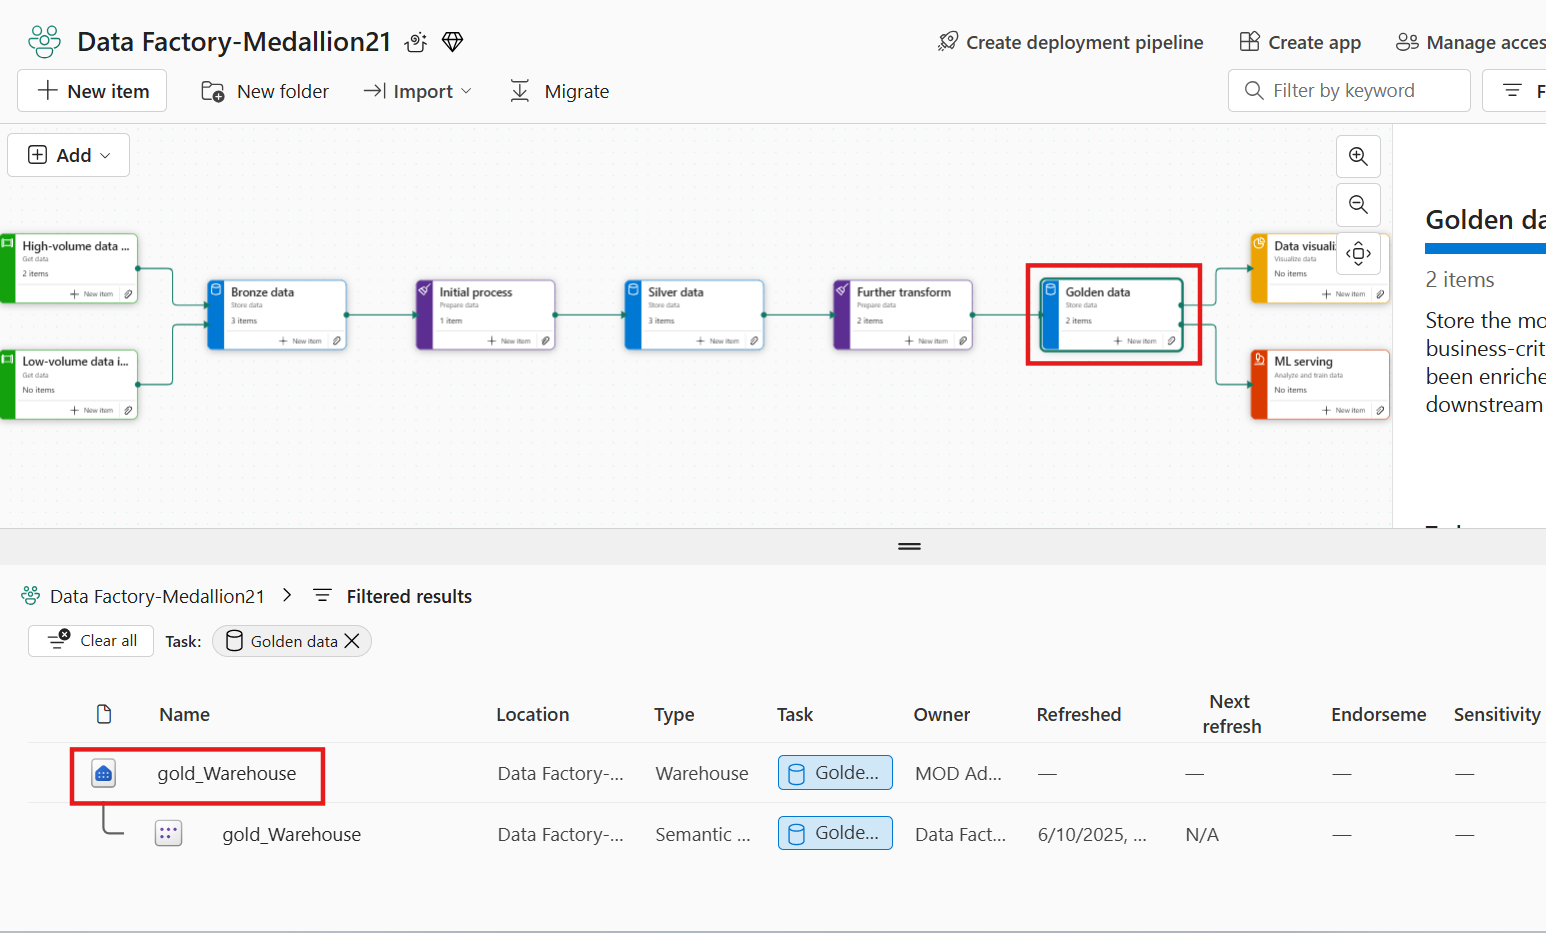 Data Factory-Medallion21
Create deployment pipeline
Create app
Manage acces
New item
New folder
Import
Migrate
Filter by keyword
F
Add
High-volume data ...
Get data
2 items
New item
Low-volume data i...
Get data
No items
New item
Bronze data
Store data
3 items
New item
Initial process
Prepare data
1 item
New item
Silver data
Store data
3 items
New item
Further transform
Prepare data
2 items
New item
Golden data
Store data
2 items
New item
Data visuali
Visualize data
No items
New item
ML serving
Analyze and train data
No items
New item
Golden da
2 items
Store the mo
business-crit
been enriche
downstream
Data Factory-Medallion21 > Filtered results
Clear all Task: Golden data
Name Location Type Task Owner Refreshed Next refresh Endorseme Sensitivity
gold_Warehouse Data Factory-... Warehouse Golde... MOD Ad... — — — —
gold_Warehouse Data Factory-... Semantic ... Golde... Data Fact... 6/10/2025, ... N/A — —